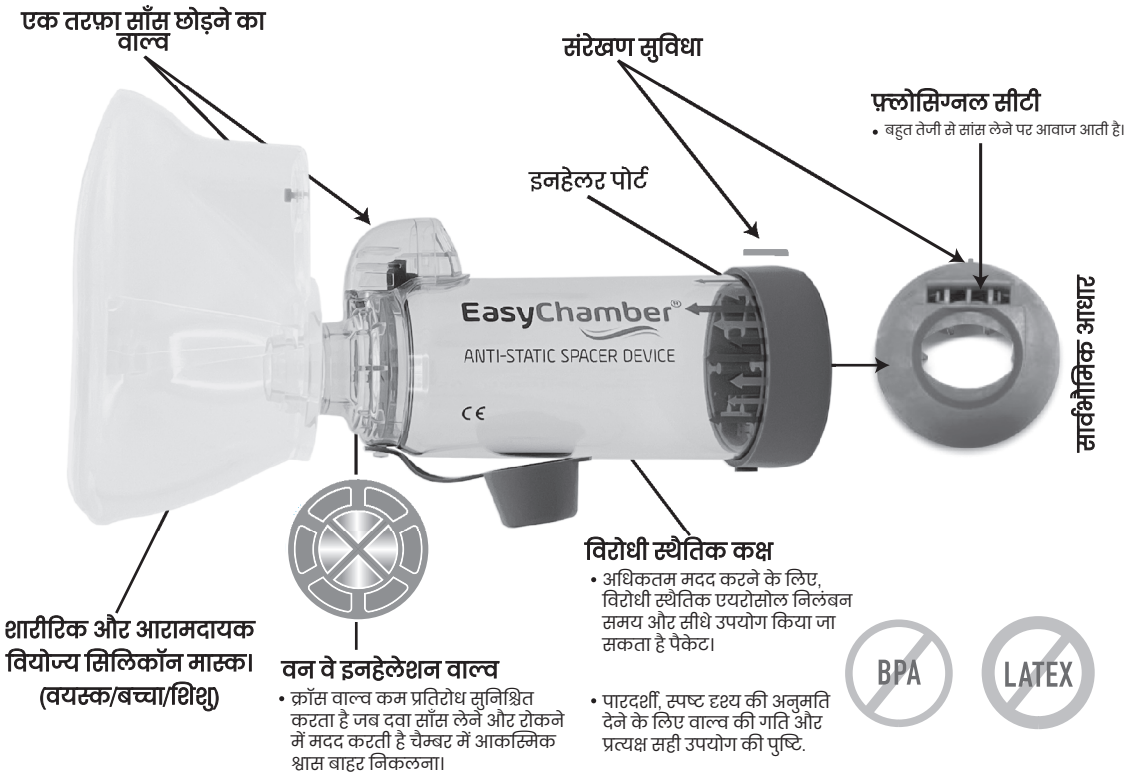 एक तरफ़ा साँस छोड़ने का
वाल्व
संरेखण सुविधा
फ़्लोसिग्नल सीटी
• बहुत तेजी से सांस लेने पर आवाज आती है।
इनहेलर पोर्ट
EasyChamber®
ANTI-STATIC SPACER DEVICE
CE
सार्वभौमिक आधार
शारीरिक और आरामदायक
वियोज्य सिलिकॉन मास्क।
(वयस्क/बच्चा/शिशु)
वन वे इनहेलेशन वाल्व
• क्रॉस वाल्व कम प्रतिरोध सुनिश्चित
करता है जब दवा साँस लेने और रोकने
में मदद करती है चैम्बर में आकस्मिक
श्वास बाहर निकलना।
विरोधी स्थैतिक कक्ष
• अधिकतम मदद करने के लिए,
विरोधी स्थैतिक एयरोसोल निलंबन
समय और सीधे उपयोग किया जा
सकता है पैकेट।
• पारदर्शी, स्पष्ट दृश्य की अनुमति
देने के लिए वाल्व की गति और
प्रत्यक्ष सही उपयोग की पुष्टि.
BPA
LATEX